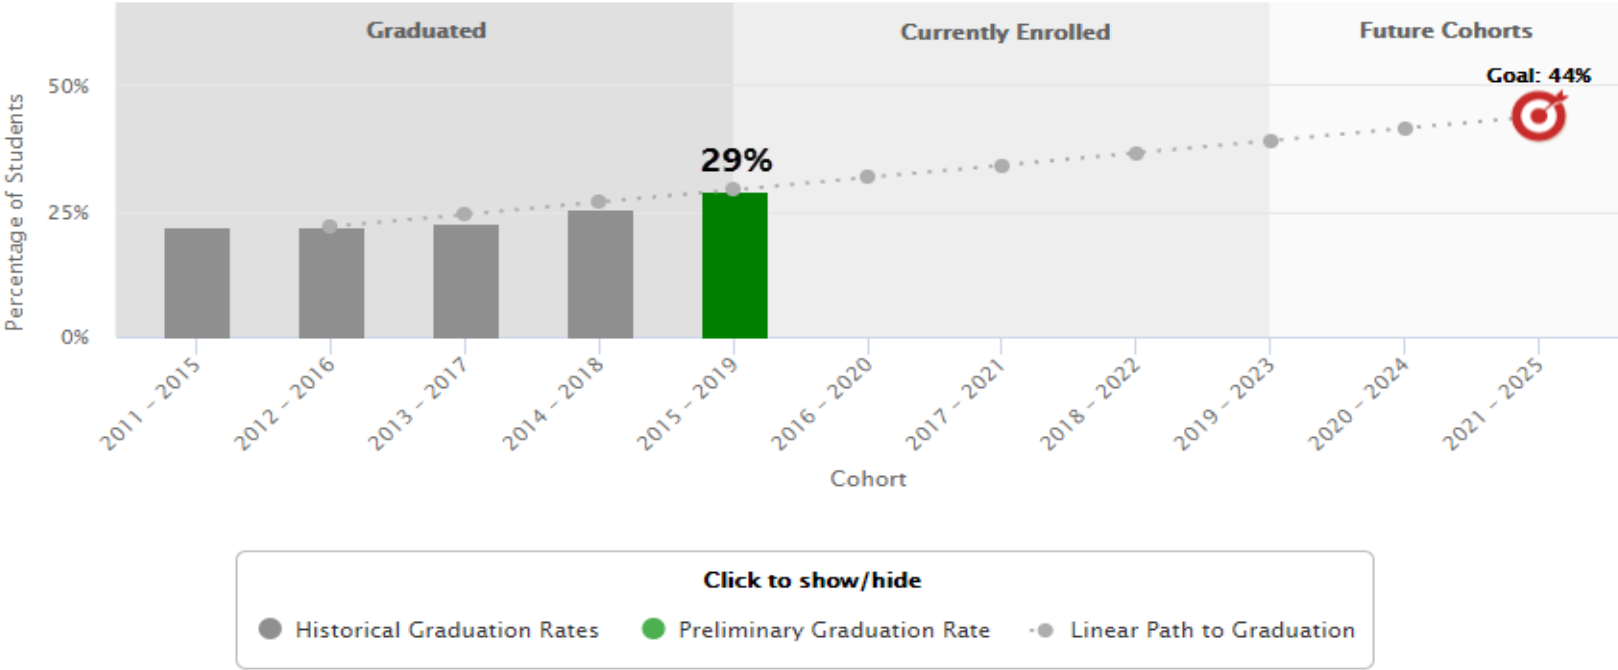 Graduated
Currently Enrolled
Future Cohorts
Goal: 44%
50%
29%
25%
0%
Percentage of Students
2011 – 2015
2012 – 2016
2013 – 2017
2014 – 2018
2015 – 2019
2016 – 2020
2017 – 2021
2018 – 2022
2019 – 2023
2020 – 2024
2021 – 2025
Cohort
Click to show/hide
Historical Graduation Rates
Preliminary Graduation Rate
Linear Path to Graduation